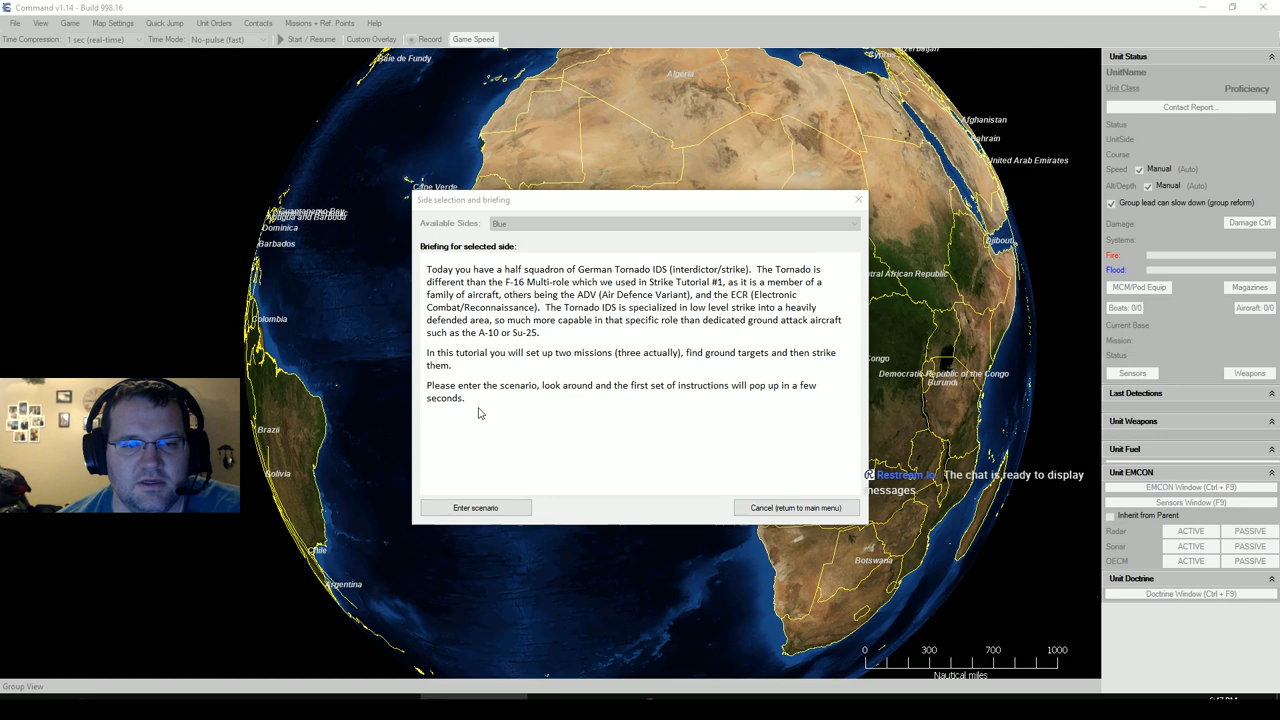 Command v1.14 - Build 998.16
File View Game Map Settings Quick Jump Unit Orders Contacts Missions + Ref. Points Help
Time Compression: 1 sec (real-time) Time Mode: No-pulse (fast) Start / Resume Custom Overlay Record Game Speed
Baie de Fundy
Algeria
Cyprus
Azerbaijan
Afghanistan
Bahrain
United Arab Emirates
Cape Verde
Guantanamo Bay
Antigua and Barbuda
Dominica
Barbados
Colombia
Brazil
Bolivia
Chile
Argentina
Djibouti
ntral African Republic
Congo
Democratic Republic of the Congo
Burundi
Botswana
Side selection and briefing
Available Sides: Blue
Briefing for selected side:
Today you have a half squadron of German Tornado IDS (interdictor/strike). The Tornado is
different than the F-16 Multi-role which we used in Strike Tutorial #1, as it is a member of a
family of aircraft, others being the ADV (Air Defence Variant), and the ECR (Electronic
Combat/Reconnaissance). The Tornado IDS is specialized in low level strike into a heavily
defended area, so much more capable in that specific role than dedicated ground attack aircraft
such as the A-10 or Su-25.
In this tutorial you will set up two missions (three actually), find ground targets and then strike
them.
Please enter the scenario, look around and the first set of instructions will pop up in a few
seconds.
Enter scenario Cancel (return to main menu)
Restream.io The chat is ready to display
messages
0 300 700 1000
Nautical miles
Unit Status
UnitName
Unit Class Proficiency
Contact Report...
Status
UnitSide
Course
Speed Manual (Auto)
Alt/Depth Manual (Auto)
Group lead can slow down (group reform)
Damage: Damage Ctrl
Systems:
Fire:
Flood:
MCM/Pod Equip Magazines
Boats: 0/0 Aircraft: 0/0
Current Base
Mission:
Status
Sensors Weapons
Last Detections
Unit Weapons
Unit Fuel
Unit EMCON
EMCON Window (Ctrl + F9)
Sensors Window (F9)
Inherit from Parent
Radar ACTIVE PASSIVE
Sonar ACTIVE PASSIVE
OECM ACTIVE PASSIVE
Unit Doctrine
Doctrine Window (Ctrl + F9)
Group View